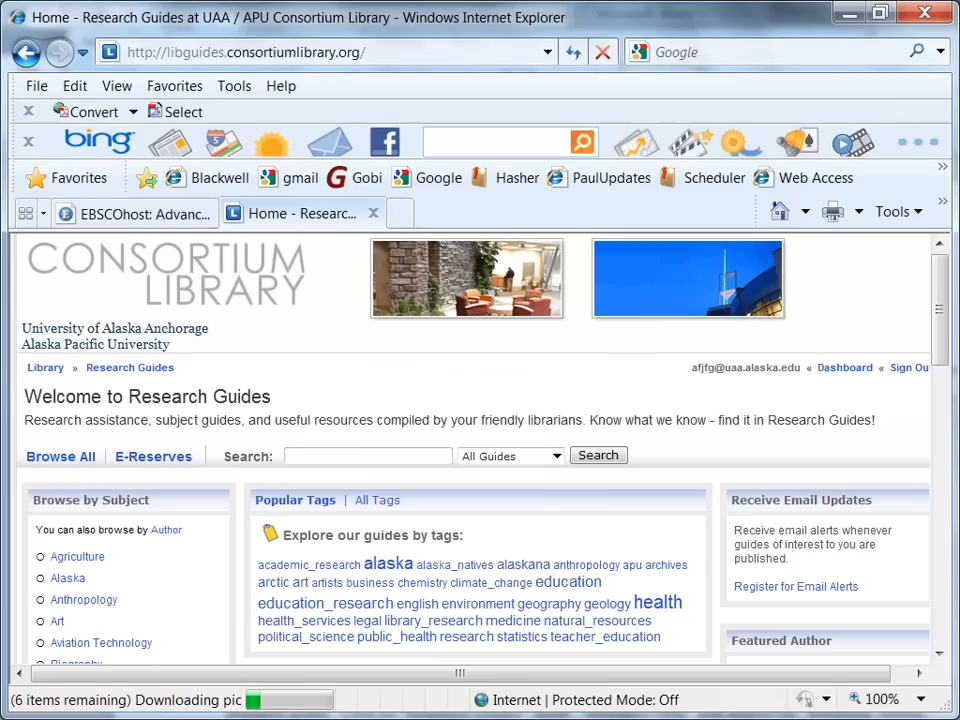 Home - Research Guides at UAA / APU Consortium Library - Windows Internet Explorer
http://libguides.consortiumlibrary.org/
Google
File Edit View Favorites Tools Help
x Convert Select
x bing
Favorites Blackwell gmail Gobi Google Hasher PaulUpdates Scheduler Web Access
EBSCOhost: Advanc... Home - Researc... x Tools
CONSORTIUM
LIBRARY
University of Alaska Anchorage
Alaska Pacific University
Library » Research Guides afjfg@uaa.alaska.edu « Dashboard « Sign Ou
Welcome to Research Guides
Research assistance, subject guides, and useful resources compiled by your friendly librarians. Know what we know - find it in Research Guides!
Browse All | E-Reserves Search: All Guides Search
Browse by Subject
You can also browse by Author
Agriculture
Alaska
Anthropology
Art
Aviation Technology
Biography
Popular Tags | All Tags
Explore our guides by tags:
academic_research alaska alaska_natives alaskana anthropology apu archives
arctic art artists business chemistry climate_change education
education_research english environment geography geology health
health_services legal library_research medicine natural_resources
political_science public_health research statistics teacher_education
Receive Email Updates
Receive email alerts whenever
guides of interest to you are
published.
Register for Email Alerts
Featured Author
(6 items remaining) Downloading pic Internet | Protected Mode: Off 100%